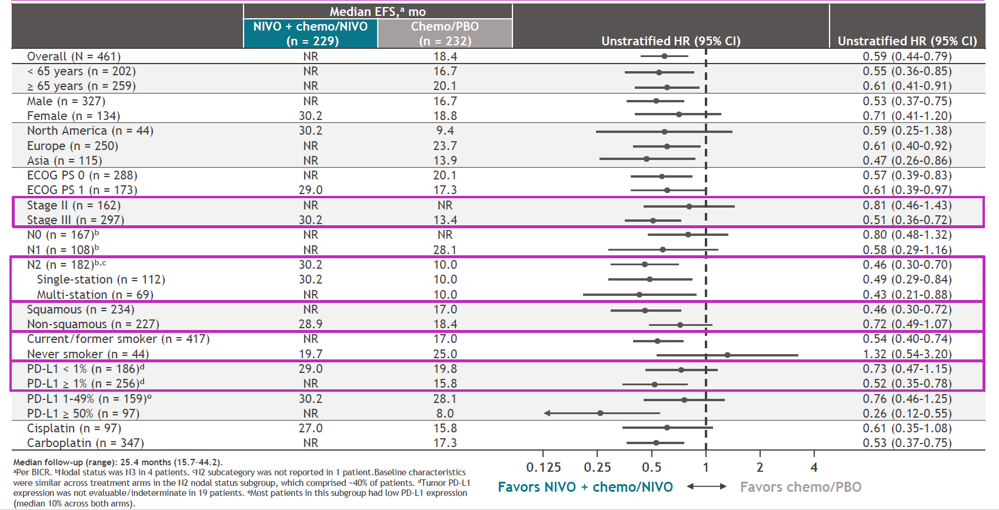 Median EFS,ᵃ mo
NIVO + chemo/NIVO (n = 229) Chemo/PBO (n = 232) Unstratified HR (95% CI) Unstratified HR (95% CI)
Overall (N = 461) NR 18.4 0.59 (0.44-0.79)
< 65 years (n = 202) NR 16.7 0.55 (0.36-0.85)
≥ 65 years (n = 259) NR 20.1 0.61 (0.41-0.91)
Male (n = 327) NR 16.7 0.53 (0.37-0.75)
Female (n = 134) 30.2 18.8 0.71 (0.41-1.20)
North America (n = 44) 30.2 9.4 0.59 (0.25-1.38)
Europe (n = 250) NR 23.7 0.61 (0.40-0.92)
Asia (n = 115) NR 13.9 0.47 (0.26-0.86)
ECOG PS 0 (n = 288) NR 20.1 0.57 (0.39-0.83)
ECOG PS 1 (n = 173) 29.0 17.3 0.61 (0.39-0.97)
Stage II (n = 162) NR NR 0.81 (0.46-1.43)
Stage III (n = 297) 30.2 13.4 0.51 (0.36-0.72)
N0 (n = 167)ᵇ NR NR 0.80 (0.48-1.32)
N1 (n = 108)ᵇ NR 28.1 0.58 (0.29-1.16)
N2 (n = 182)ᵇ,ᶜ 30.2 10.0 0.46 (0.30-0.70)
Single-station (n = 112) 30.2 10.0 0.49 (0.29-0.84)
Multi-station (n = 69) NR 10.0 0.43 (0.21-0.88)
Squamous (n = 234) NR 17.0 0.46 (0.30-0.72)
Non-squamous (n = 227) 28.9 18.4 0.72 (0.49-1.07)
Current/former smoker (n = 417) NR 17.0 0.54 (0.40-0.74)
Never smoker (n = 44) 19.7 25.0 1.32 (0.54-3.20)
PD-L1 < 1% (n = 186)ᵈ 29.0 19.8 0.73 (0.47-1.15)
PD-L1 ≥ 1% (n = 256)ᵈ NR 15.8 0.52 (0.35-0.78)
PD-L1 1-49% (n = 159)ᵉ 30.2 28.1 0.76 (0.46-1.25)
PD-L1 ≥ 50% (n = 97) NR 8.0 0.26 (0.12-0.55)
Cisplatin (n = 97) 27.0 15.8 0.61 (0.35-1.08)
Carboplatin (n = 347) NR 17.3 0.53 (0.37-0.75)
0.125 0.25 0.5 1 2 4
Favors NIVO + chemo/NIVO Favors chemo/PBO
Median follow-up (range): 25.4 months (15.7-44.2).
ᵃPer BICR. ᵇNodal status was N3 in 4 patients. ᶜN2 subcategory was not reported in 1 patient.Baseline characteristics
were similar across treatment arms in the N2 nodal status subgroup, which comprised ~40% of patients. ᵈTumor PD-L1
expression was not evaluable/indeterminate in 19 patients. ᵉMost patients in this subgroup had low PD-L1 expression
(median 10% across both arms).